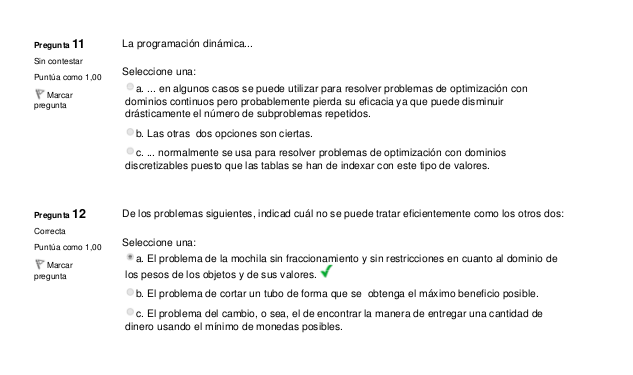 Pregunta 11
Sin contestar
Puntúa como 1,00
Marcar
pregunta
La programación dinámica...
Seleccione una:
a. ... en algunos casos se puede utilizar para resolver problemas de optimización con
dominios continuos pero probablemente pierda su eficacia ya que puede disminuir
drásticamente el número de subproblemas repetidos.
b. Las otras dos opciones son ciertas.
c. ... normalmente se usa para resolver problemas de optimización con dominios
discretizables puesto que las tablas se han de indexar con este tipo de valores.
Pregunta 12
Correcta
Puntúa como 1,00
Marcar
pregunta
De los problemas siguientes, indicad cuál no se puede tratar eficientemente como los otros dos:
Seleccione una:
a. El problema de la mochila sin fraccionamiento y sin restricciones en cuanto al dominio de
los pesos de los objetos y de sus valores.
b. El problema de cortar un tubo de forma que se obtenga el máximo beneficio posible.
c. El problema del cambio, o sea, el de encontrar la manera de entregar una cantidad de
dinero usando el mínimo de monedas posibles.